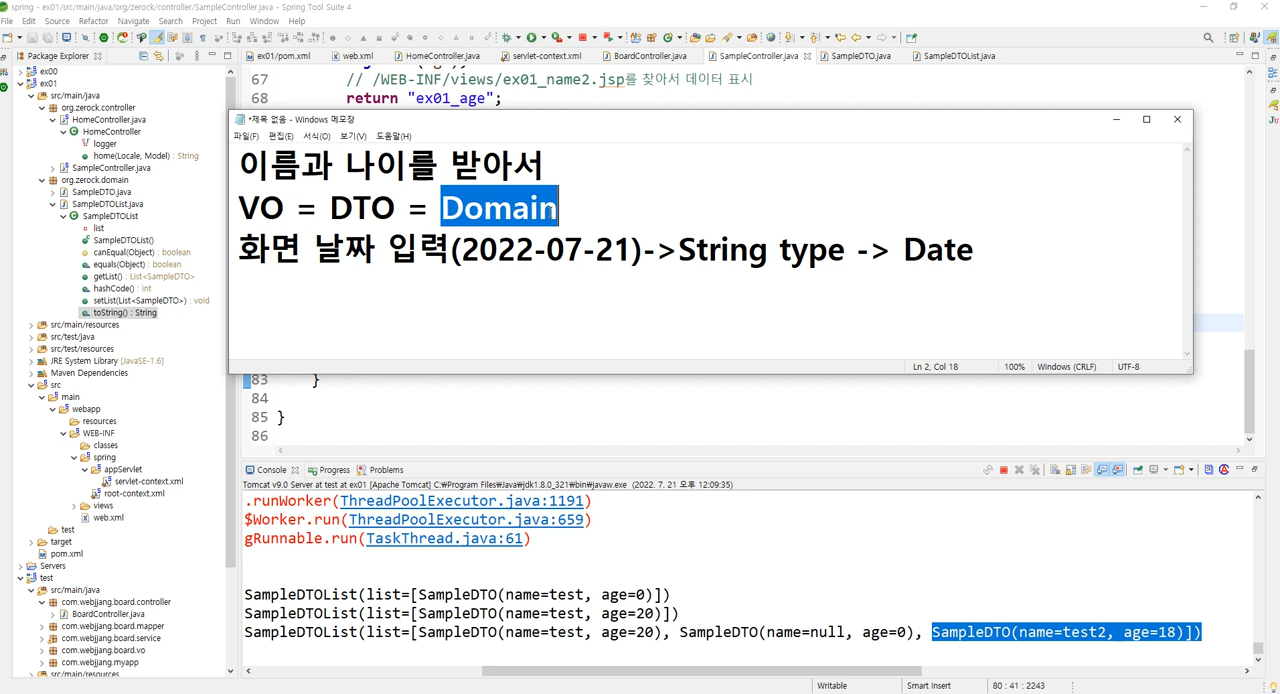 spring - ex01/src/main/java/org/zerock/controller/SampleController.java - Spring Tool Suite 4
File Edit Source Refactor Navigate Search Project Run Window Help
Package Explorer
ex01/pom.xml web.xml HomeController.java servlet-context.xml BoardController.java SampleController.java SampleDTO.java SampleDTOList.java
ex00
ex01
src/main/java
org.zerock.controller
HomeController.java
HomeController
logger
home(Locale, Model) : String
SampleController.java
org.zerock.domain
SampleDTO.java
SampleDTOList.java
SampleDTOList
list
SampleDTOList()
canEqual(Object) : boolean
equals(Object) : boolean
getList() : List<SampleDTO>
hashCode() : int
setList(List<SampleDTO>) : void
toString() : String
src/main/resources
src/test/java
src/test/resources
JRE System Library [JavaSE-1.6]
Maven Dependencies
src
main
webapp
resources
WEB-INF
classes
spring
appServlet
servlet-context.xml
root-context.xml
views
web.xml
test
target
pom.xml
Servers
test
src/main/java
com.webjjang.board.controller
BoardController.java
com.webjjang.board.mapper
com.webjjang.board.service
com.webjjang.board.vo
com.webjjang.myapp
src/main/resources
67 // /WEB-INF/views/ex01_name2.jsp를 찾아서 데이터 표시
68 return "ex01_age";
*제목 없음 - Windows 메모장
파일(F) 편집(E) 서식(O) 보기(V) 도움말(H)
이름과 나이를 받아서
VO = DTO = Domain
화면 날짜 입력(2022-07-21)->String type -> Date
Ln 2, Col 18 100% Windows (CRLF) UTF-8
83 }
84
85 }
86
Console Progress Problems
Tomcat v9.0 Server at test at ex01 [Apache Tomcat] C:₩Program Files₩Java₩jdk1.8.0_321₩bin₩javaw.exe (2022. 7. 21 오후 12:09:35)
.runWorker(ThreadPoolExecutor.java:1191)
$Worker.run(ThreadPoolExecutor.java:659)
gRunnable.run(TaskThread.java:61)
SampleDTOList(list=[SampleDTO(name=test, age=0)])
SampleDTOList(list=[SampleDTO(name=test, age=20)])
SampleDTOList(list=[SampleDTO(name=test, age=20), SampleDTO(name=null, age=0), SampleDTO(name=test2, age=18)])
Writable Smart Insert 80 : 41 : 2243